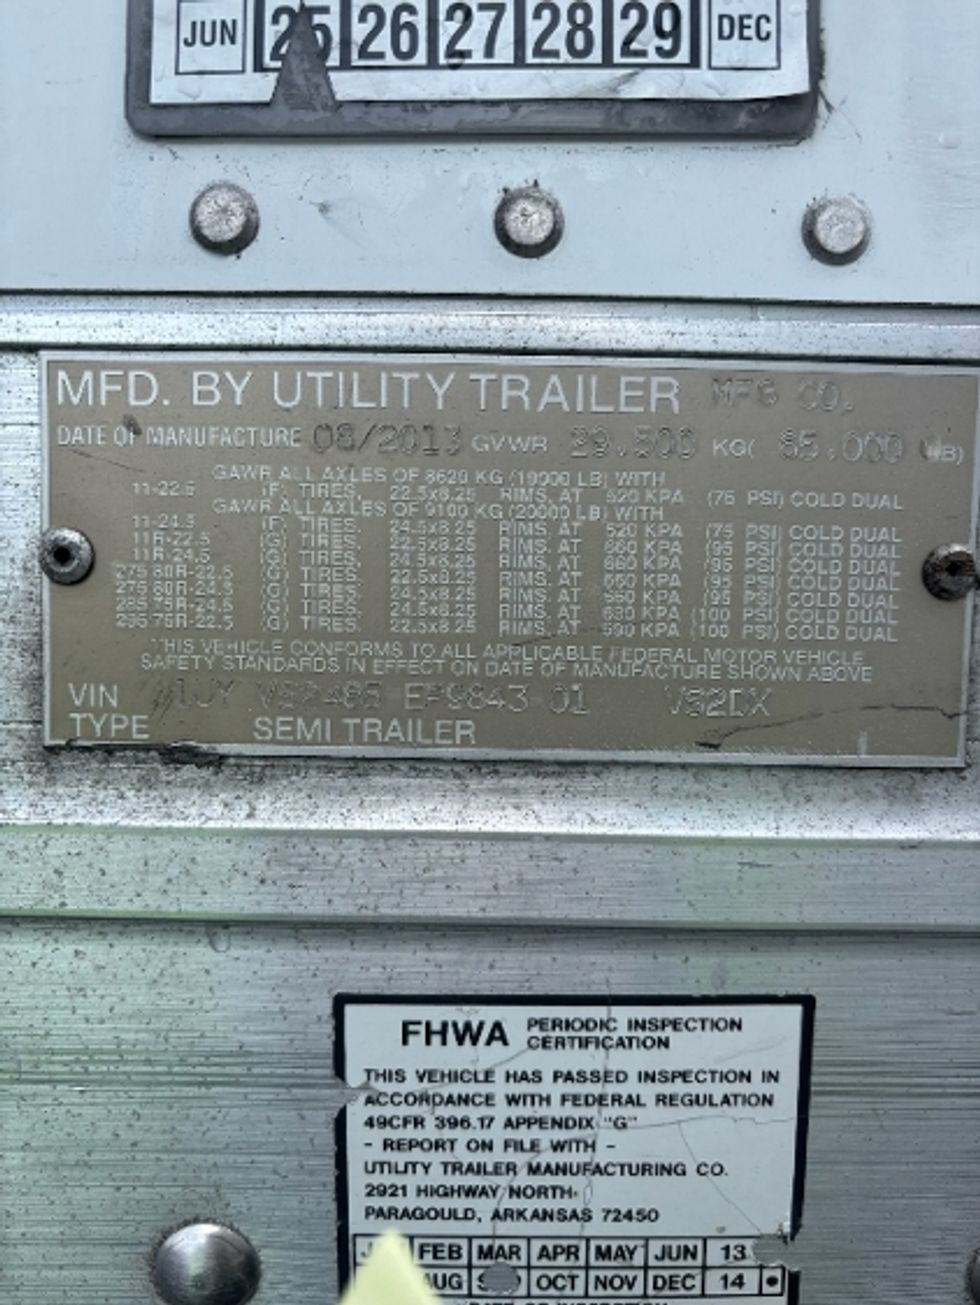 JUN 25 26 27 28 29 DEC
MFD. BY UTILITY TRAILER MFG CO.
DATE OF MANUFACTURE 08/2013 GVWR 29.500 KG( 65.000 LB)
GAWR ALL AXLES OF 8620 KG (19000 LB) WITH
11-22.5 (F) TIRES, 22.5x8.25 RIMS, AT 520 KPA (75 PSI) COLD DUAL
GAWR ALL AXLES OF 9100 KG (20000 LB) WITH
11-24.5 (F) TIRES, 24.5x8.25 RIMS, AT 520 KPA (75 PSI) COLD DUAL
11R-22.5 (G) TIRES, 22.5x8.25 RIMS, AT 660 KPA (95 PSI) COLD DUAL
11R-24.5 (G) TIRES, 24.5x8.25 RIMS, AT 660 KPA (95 PSI) COLD DUAL
275 80R-22.5 (G) TIRES, 22.5x8.25 RIMS, AT 660 KPA (95 PSI) COLD DUAL
275 80R-24.5 (G) TIRES, 24.5x8.25 RIMS, AT 660 KPA (95 PSI) COLD DUAL
285 75R-24.5 (G) TIRES, 24.5x8.25 RIMS, AT KPA (100 PSI) COLD DUAL
295 75R-22.5 (G) TIRES, 22.5x8.25 RIMS, AT KPA (100 PSI) COLD DUAL
THIS VEHICLE CONFORMS TO ALL APPLICABLE FEDERAL MOTOR VEHICLE
SAFETY STANDARDS IN EFFECT ON DATE OF MANUFACTURE SHOWN ABOVE
VIN 1UY VS2486 EP9843 01 VS2DX
TYPE SEMI TRAILER
FHWA PERIODIC INSPECTION
CERTIFICATION
THIS VEHICLE HAS PASSED INSPECTION IN
ACCORDANCE WITH FEDERAL REGULATION
49CFR 396.17 APPENDIX "G"
- REPORT ON FILE WITH -
UTILITY TRAILER MANUFACTURING CO.
2921 HIGHWAY NORTH
PARAGOULD, ARKANSAS 72450
FEB MAR APR MAY JUN 13
AUG OCT NOV DEC 14